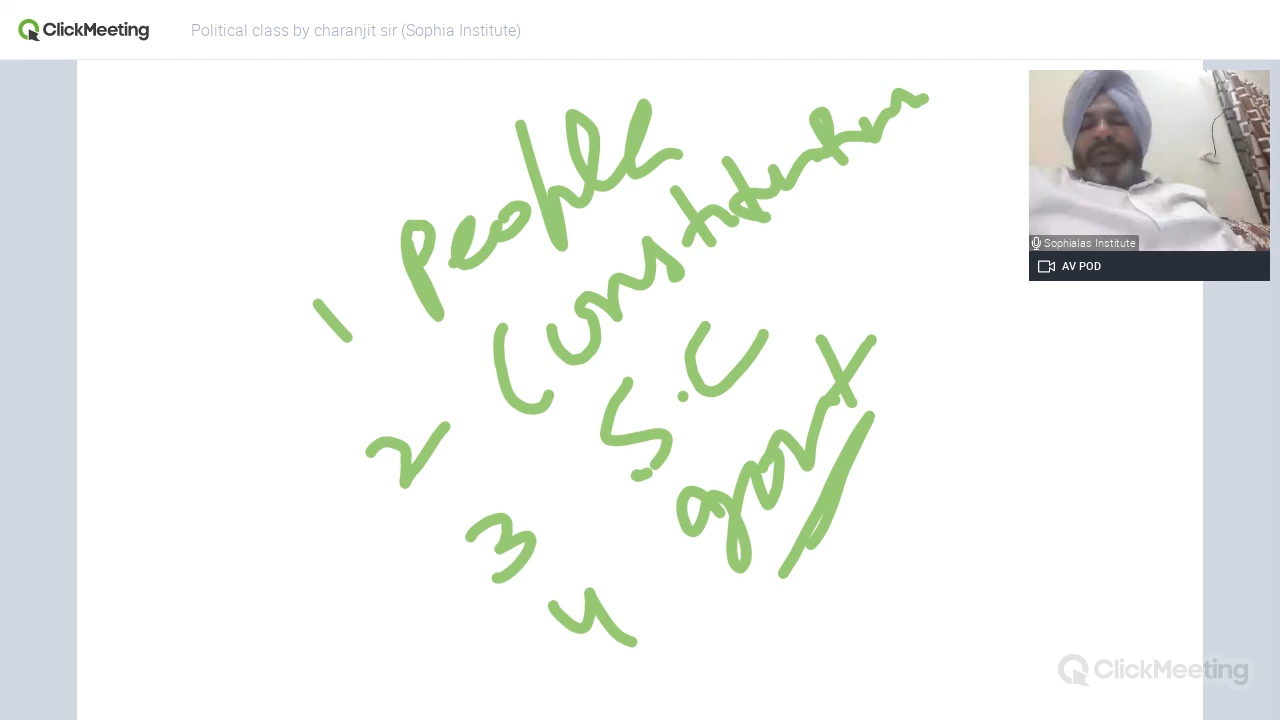 ClickMeeting
Political class by charanjit sir (Sophia Institute)
1 people
2 Constitution
3 S.C
4 govt
Sophialas Institute
AV POD
ClickMeeting